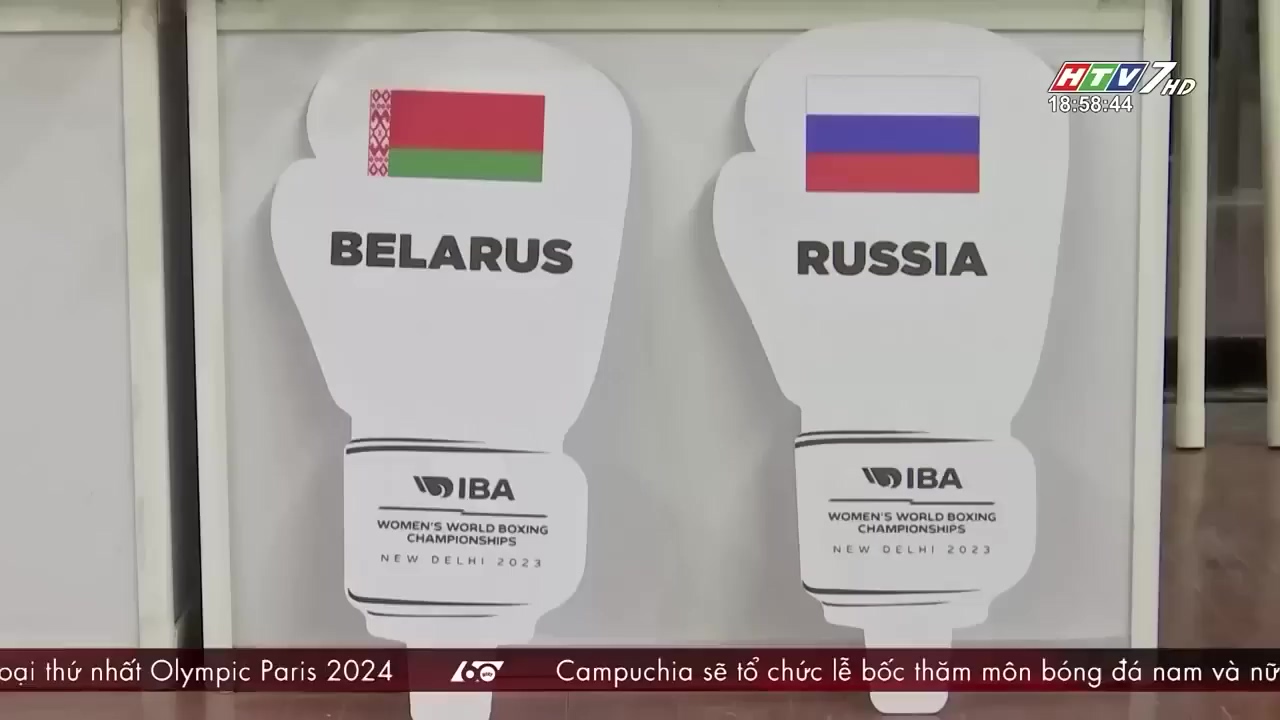 HTV7 HD
18:58:44
BELARUS
RUSSIA
IBA
WOMEN'S WORLD BOXING
CHAMPIONSHIPS
NEW DELHI 2023
IBA
WOMEN'S WORLD BOXING
CHAMPIONSHIPS
NEW DELHI 2023
oại thứ nhất Olympic Paris 2024
60 giây
Campuchia sẽ tổ chức lễ bốc thăm môn bóng đá nam và nữ